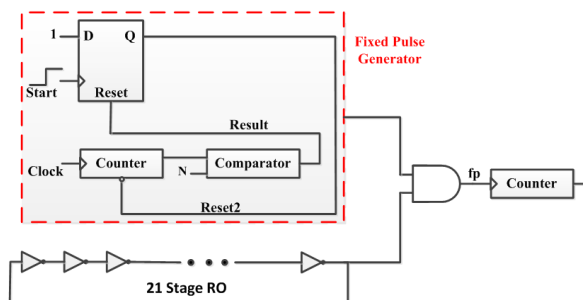 1
D
Q
Fixed Pulse
Generator
Start
Reset
Result
Clock
Counter
N
Comparator
fp
Counter
Reset2
21 Stage RO